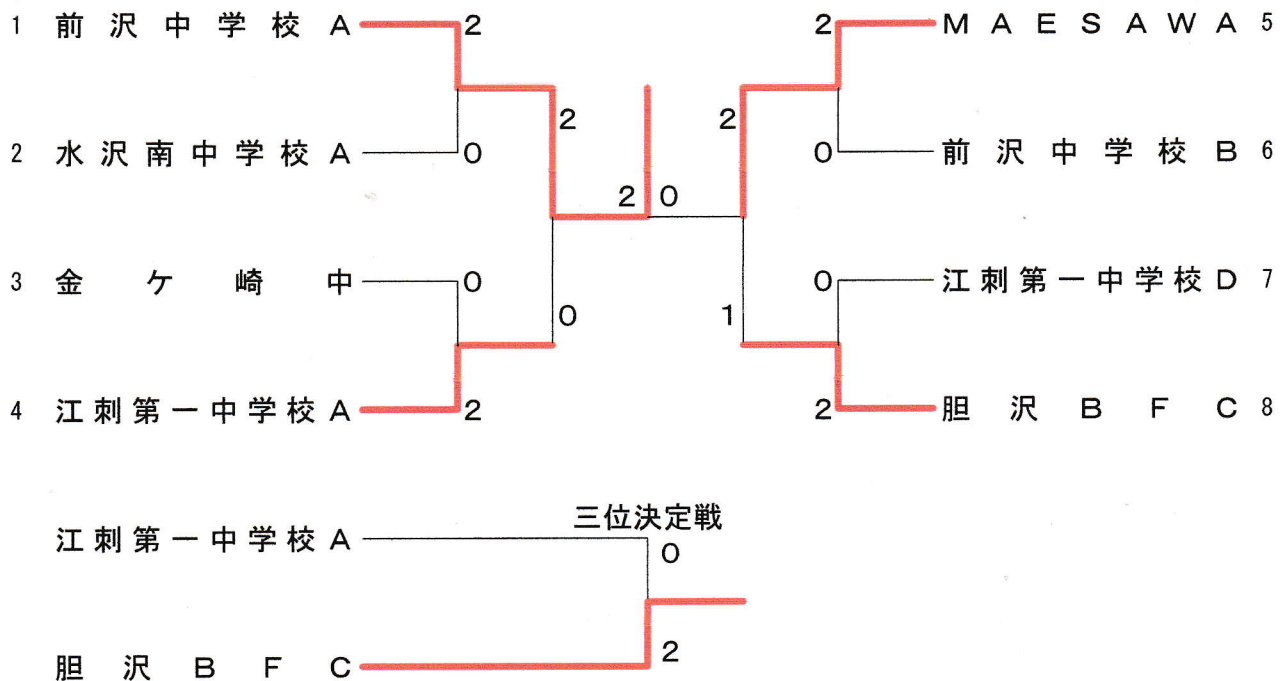 1 前沢中学校A 2 2 MAESAWA 5
2 2
2 水沢南中学校A 0 0 前沢中学校B 6
2 0
3 金ケ崎中 0 0 江刺第一中学校D 7
0 1
4 江刺第一中学校A 2 2 胆沢BFC 8
三位決定戦
江刺第一中学校A 0
胆沢BFC 2